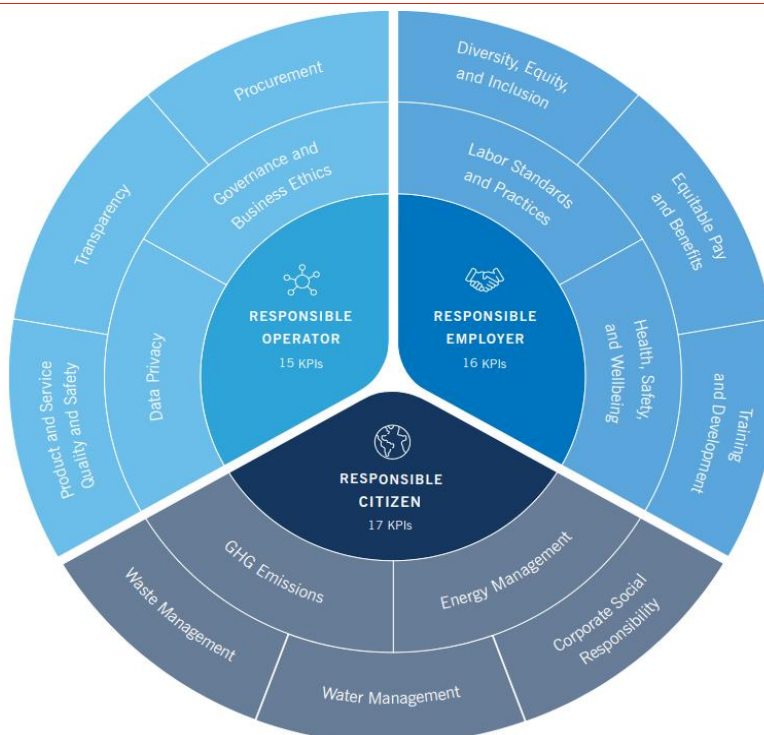 Procurement
Transparency
Product and Service
Quality and Safety
Governance and
Business Ethics
Data Privacy
RESPONSIBLE
OPERATOR
15 KPIs
Diversity, Equity,
and Inclusion
Equitable Pay
and Benefits
Training
and Development
Labor Standards
and Practices
Health, Safety,
and Wellbeing
RESPONSIBLE
EMPLOYER
16 KPIs
RESPONSIBLE
CITIZEN
17 KPIs
GHG Emissions
Energy Management
Waste Management
Water Management
Corporate Social
Responsibility